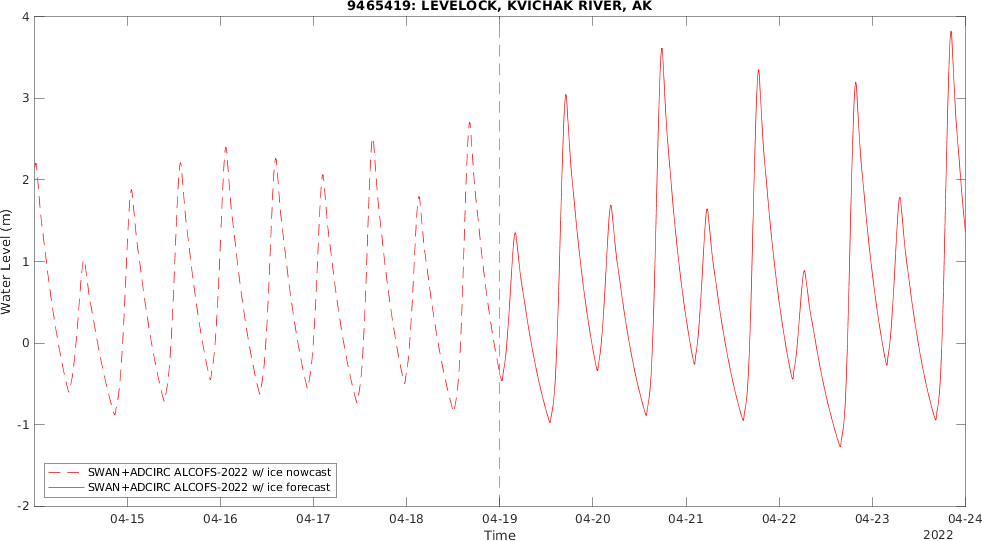 9465419: LEVELOCK, KVICHAK RIVER, AK
4
3
2
1
0
-1
-2
Water Level (m)
SWAN+ADCIRC ALCOFS-2022 w/ ice nowcast
SWAN+ADCIRC ALCOFS-2022 w/ ice forecast
04-15 04-16 04-17 04-18 04-19 04-20 04-21 04-22 04-23 04-24
Time
2022